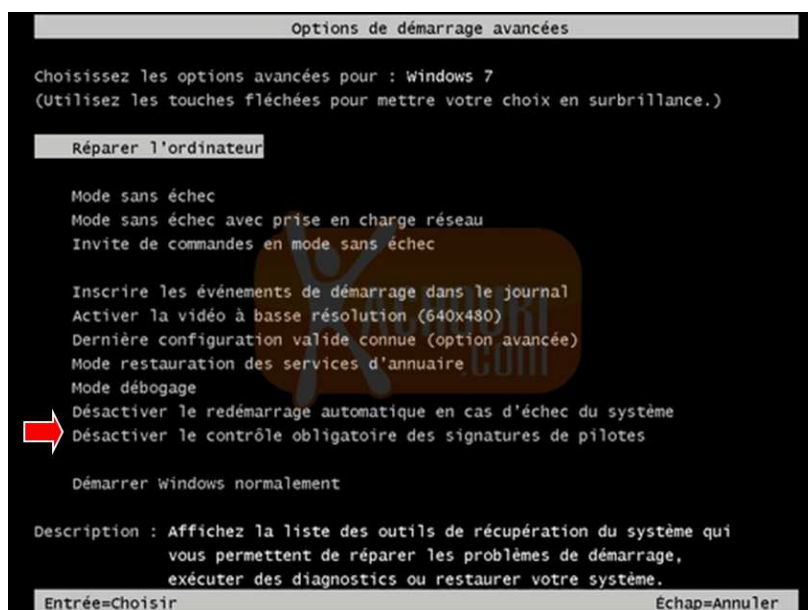 Options de démarrage avancées
Choisissez les options avancées pour : Windows 7
(Utilisez les touches fléchées pour mettre votre choix en surbrillance.)
Réparer l'ordinateur
Mode sans échec
Mode sans échec avec prise en charge réseau
Invite de commandes en mode sans échec
Inscrire les événements de démarrage dans le journal
Activer la vidéo à basse résolution (640x480)
Dernière configuration valide connue (option avancée)
Mode restauration des services d'annuaire
Mode débogage
Désactiver le redémarrage automatique en cas d'échec du système
Désactiver le contrôle obligatoire des signatures de pilotes
Démarrer Windows normalement
Description : Affichez la liste des outils de récupération du système qui
vous permettent de réparer les problèmes de démarrage,
exécuter des diagnostics ou restaurer votre système.
Entrée=Choisir Échap=Annuler